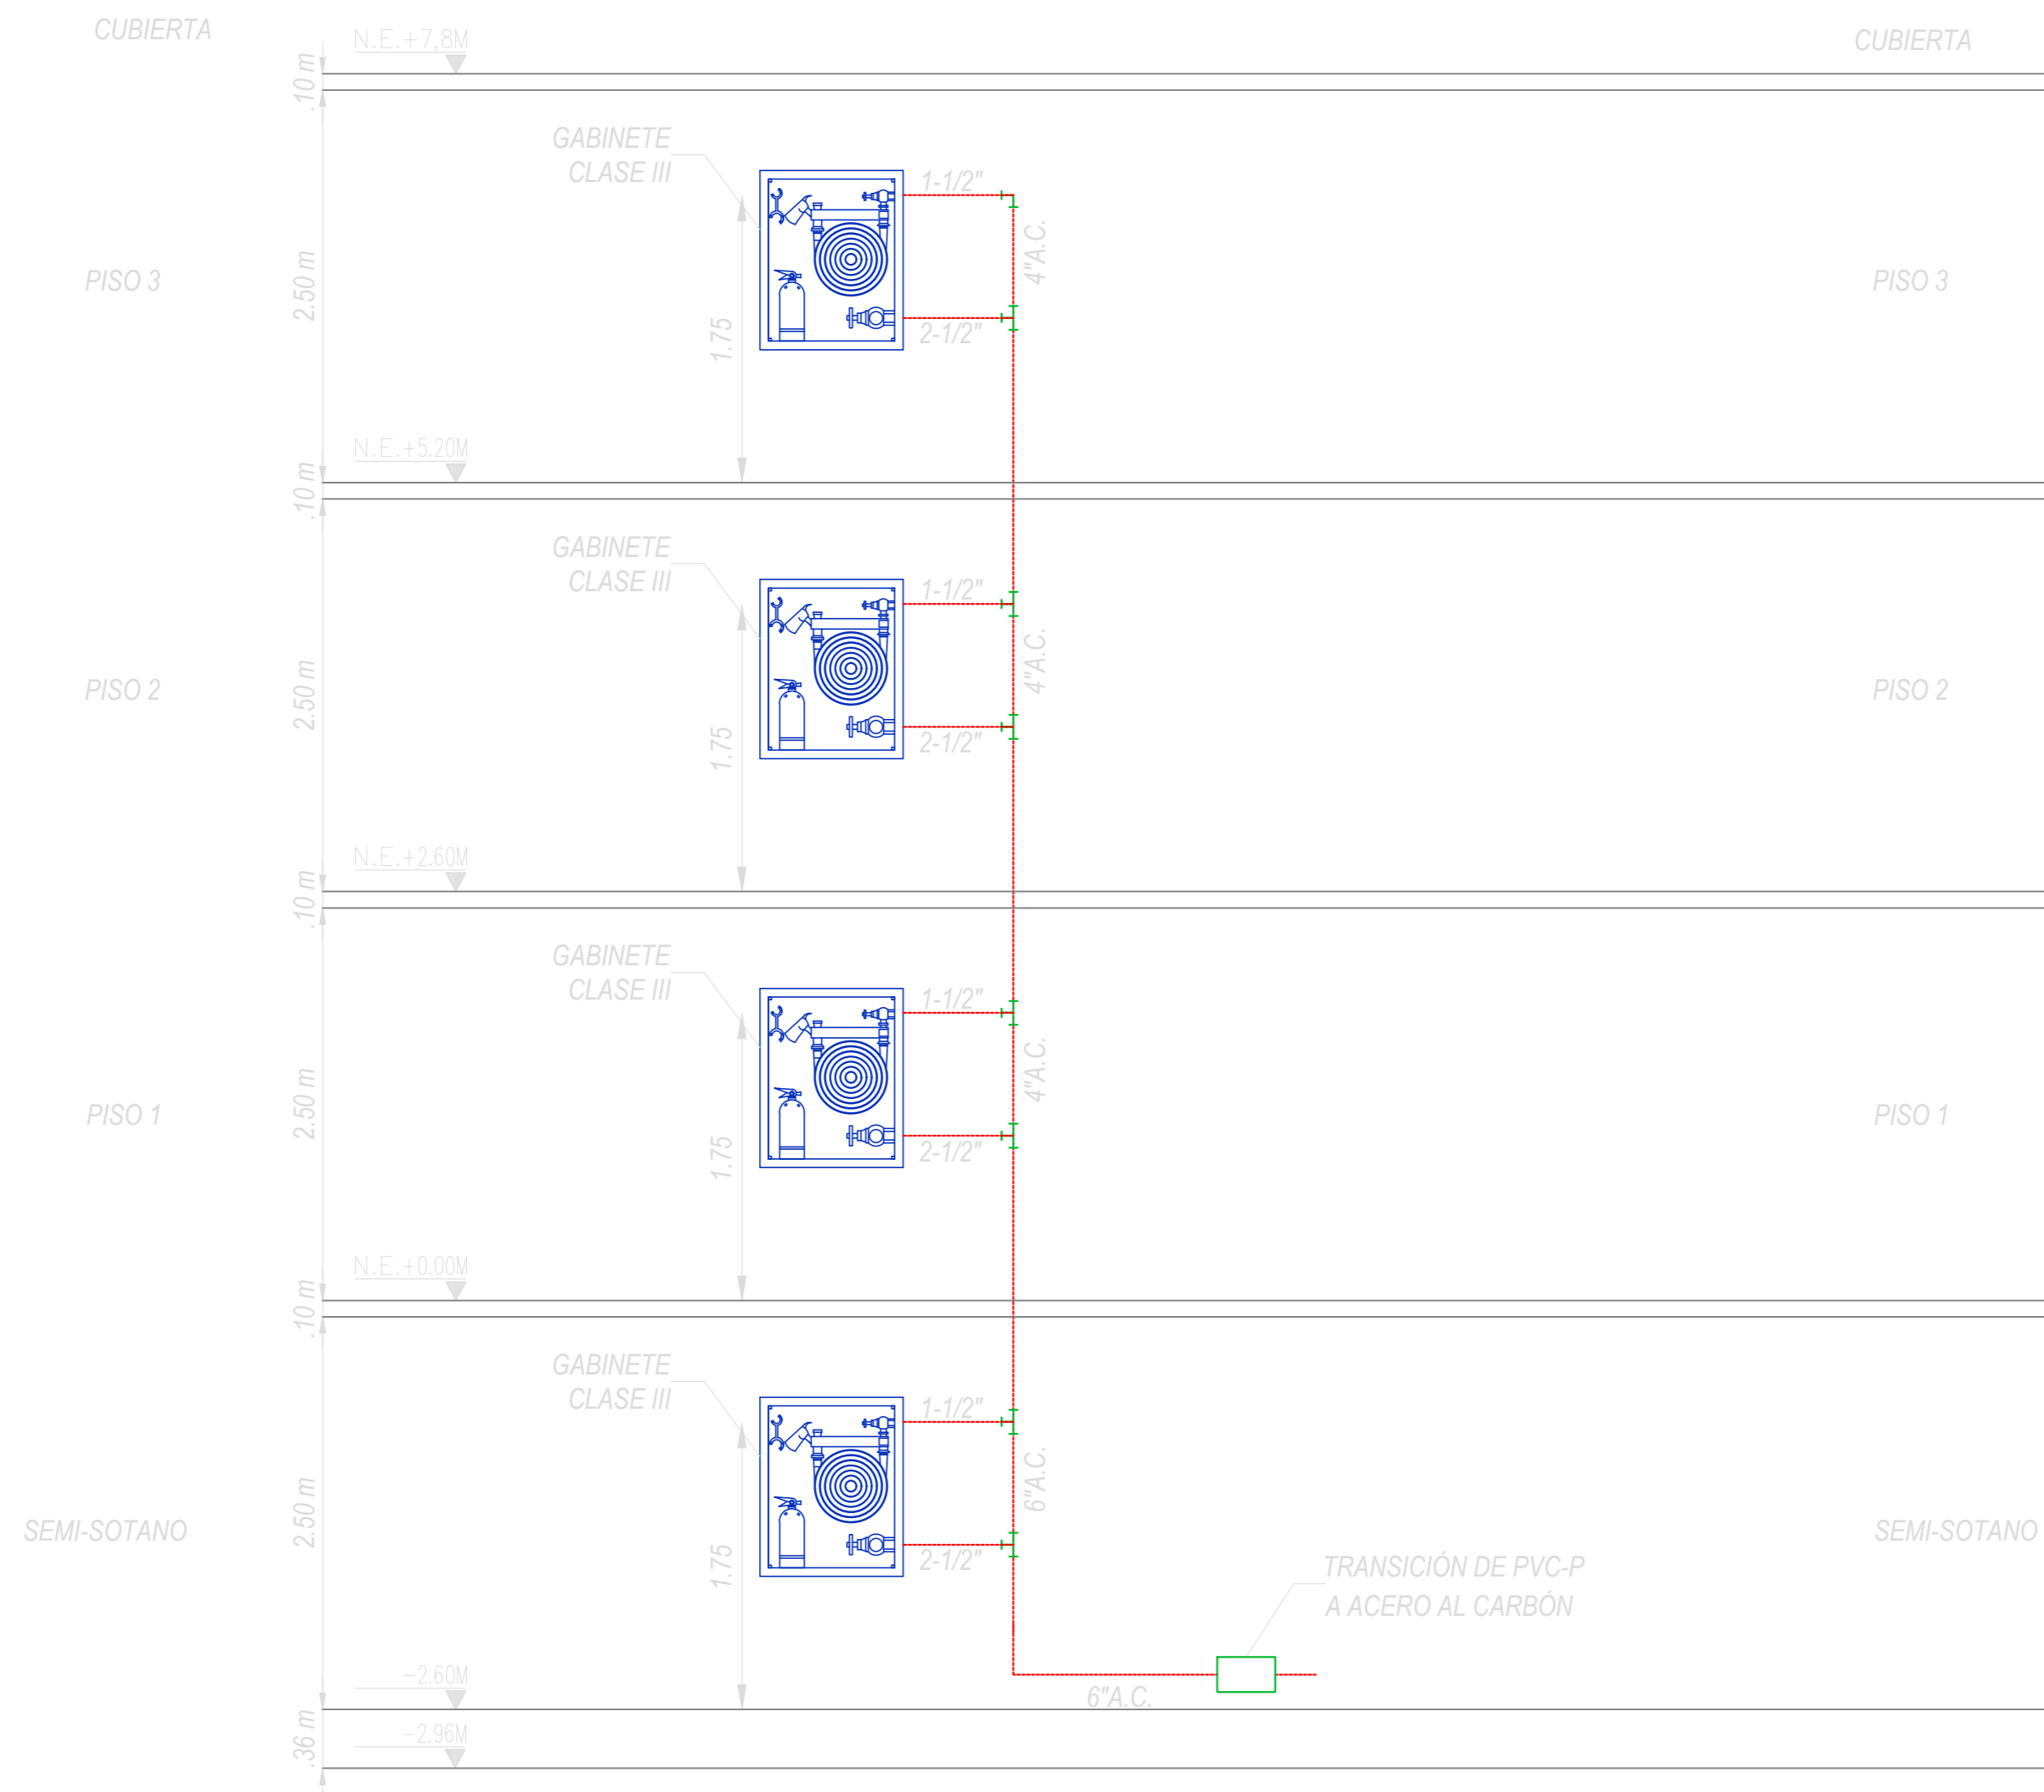 CUBIERTA
N.E.+7,8M
CUBIERTA
.10 m
GABINETE
CLASE III
1-1/2"
4"A.C.
PISO 3
2.50 m
PISO 3
1.75
2-1/2"
N.E.+5.20M
.10 m
GABINETE
CLASE III
1-1/2"
4"A.C.
PISO 2
2.50 m
PISO 2
1.75
2-1/2"
N.E.+2.60M
.10 m
GABINETE
CLASE III
1-1/2"
4"A.C.
PISO 1
2.50 m
PISO 1
1.75
2-1/2"
N.E.+0.00M
.10 m
GABINETE
CLASE III
1-1/2"
6"A.C.
SEMI-SOTANO
2.50 m
SEMI-SOTANO
1.75
2-1/2"
TRANSICIÓN DE PVC-P
A ACERO AL CARBÓN
-2.60M
6"A.C.
.36 m
-2.96M